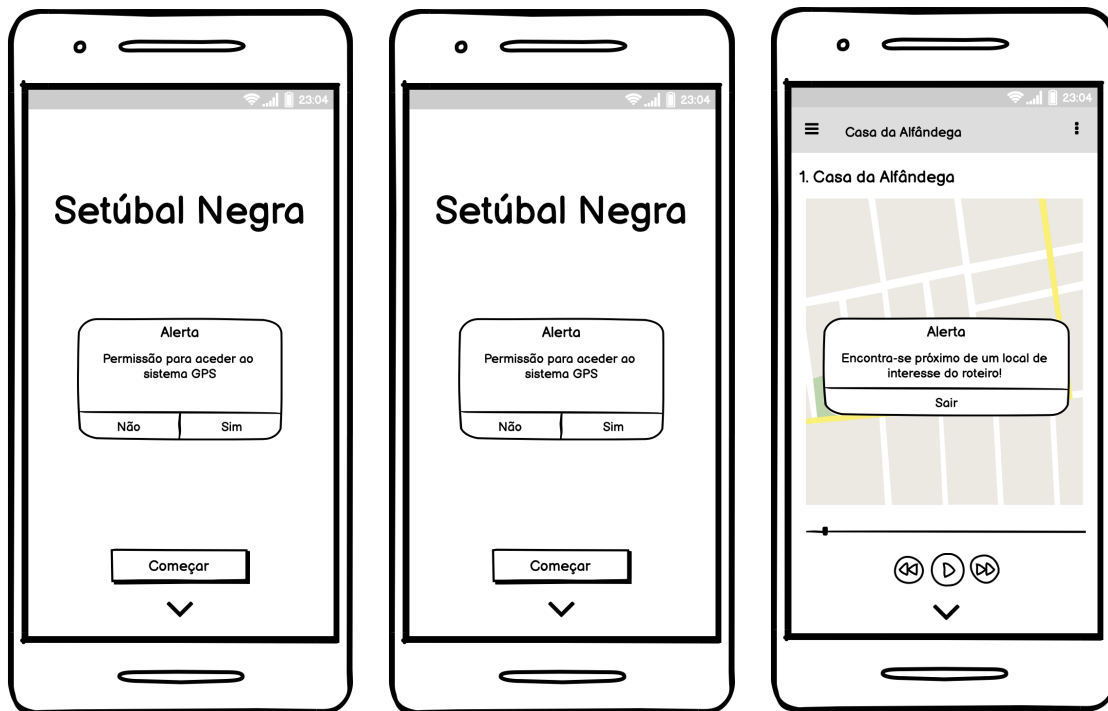 23:04
Setúbal Negra
Alerta
Permissão para aceder ao
sistema GPS
Não Sim
Começar
23:04
Setúbal Negra
Alerta
Permissão para aceder ao
sistema GPS
Não Sim
Começar
23:04
Casa da Alfândega
1. Casa da Alfândega
Alerta
Encontra-se próximo de um local de
interesse do roteiro!
Sair